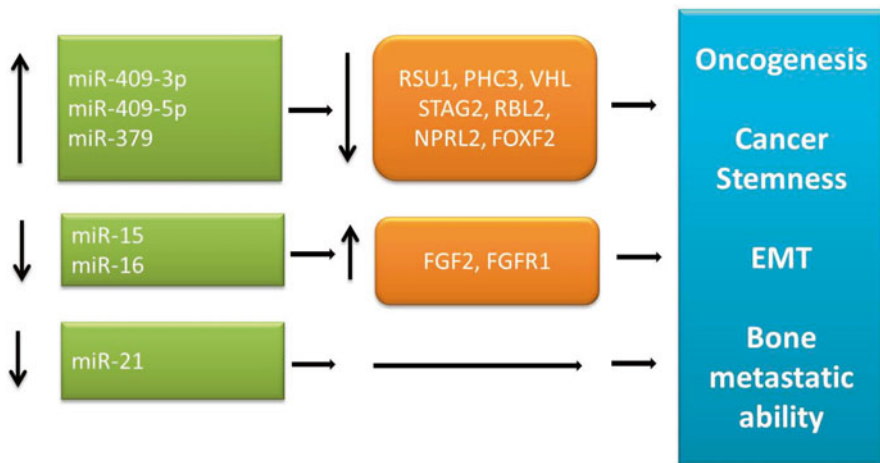 miR-409-3p
miR-409-5p
miR-379
RSU1, PHC3, VHL
STAG2, RBL2,
NPRL2, FOXF2
miR-15
miR-16
FGF2, FGFR1
miR-21
Oncogenesis
Cancer
Stemness
EMT
Bone
metastatic
ability